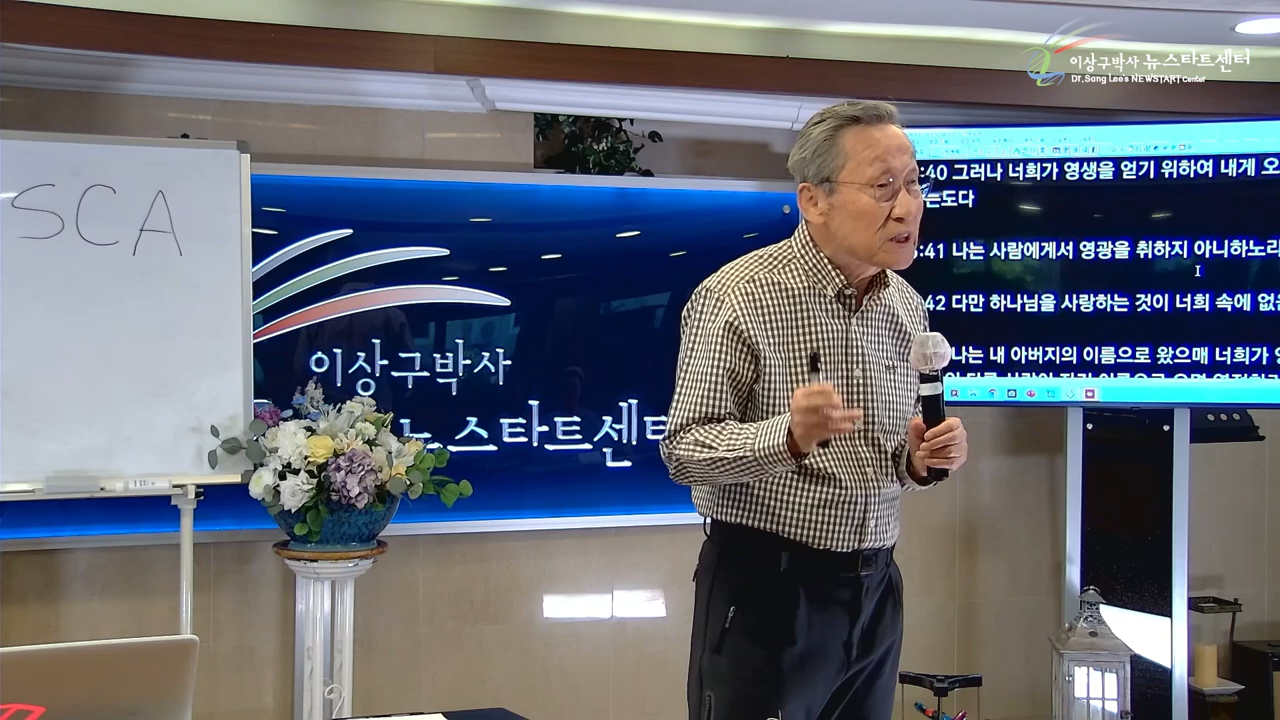 이상구박사 뉴스타트센터
Dr. Sang Lee's NEWSTART Center
SCA
이상구박사
뉴스타트센터
:40 그러나 너희가 영생을 얻기 위하여 내게 오
는도다
:41 나는 사람에게서 영광을 취하지 아니하노라
42 다만 하나님을 사랑하는 것이 너희 속에 없
나는 내 아버지의 이름으로 왔으매 너희가